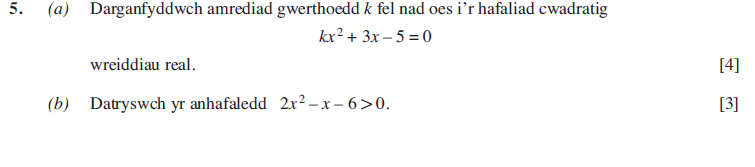 5. (a) Darganfyddwch amrediad gwerthoedd k fel nad oes i'r hafaliad cwadratig
kx² + 3x – 5 = 0
wreiddiau real. [4]
(b) Datryswch yr anhafaledd 2x² – x – 6 > 0. [3]